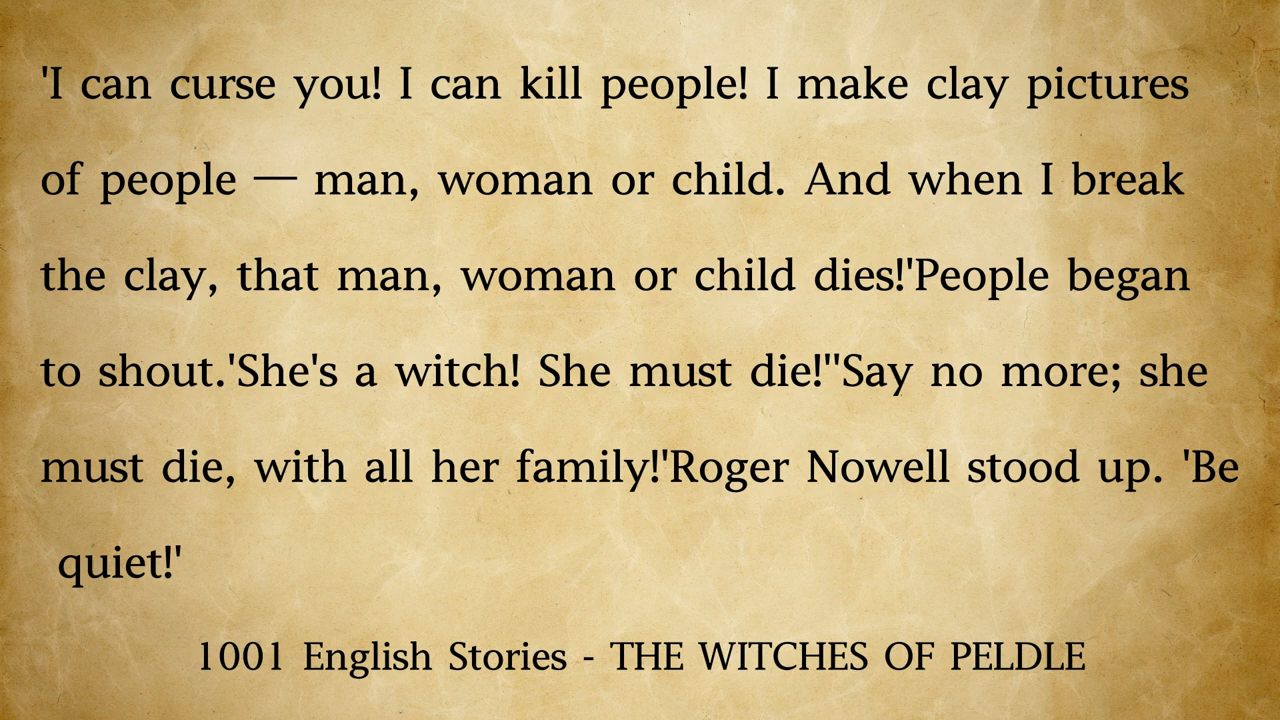 'I can curse you! I can kill people! I make clay pictures
of people — man, woman or child. And when I break
the clay, that man, woman or child dies!'People began
to shout.'She's a witch! She must die!''Say no more; she
must die, with all her family!'Roger Nowell stood up. 'Be
quiet!'
1001 English Stories - THE WITCHES OF PELDLE